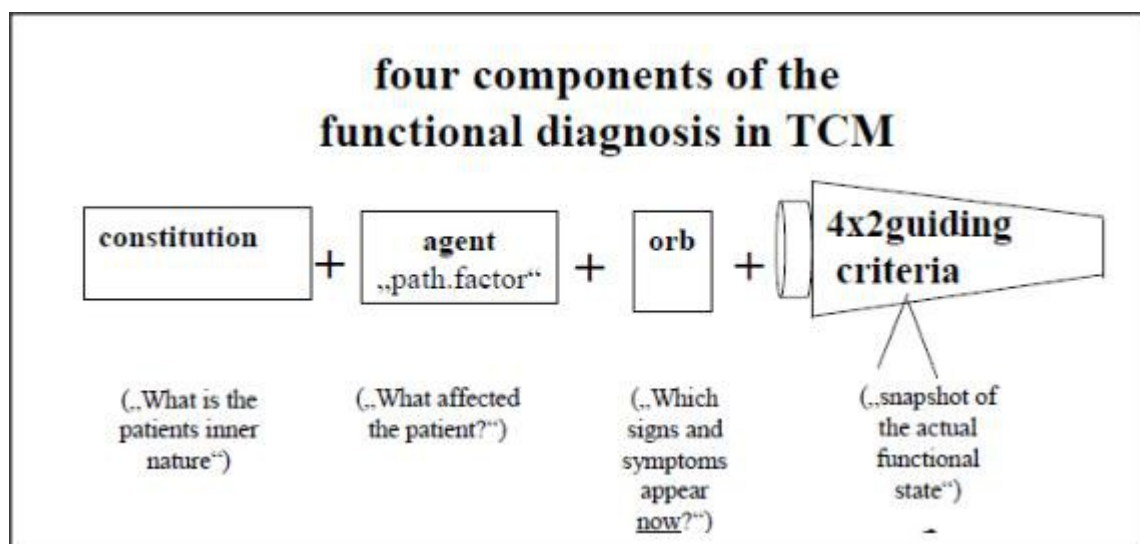 four components of the
functional diagnosis in TCM
constitution
+
agent
„path.factor“
+
orb
+
4x2guiding
criteria
(„What is the
patients inner
nature“)
(„What affected
the patient?“)
(„Which
signs and
symptoms
appear
now?“)
(„snapshot of
the actual
functional
state“)